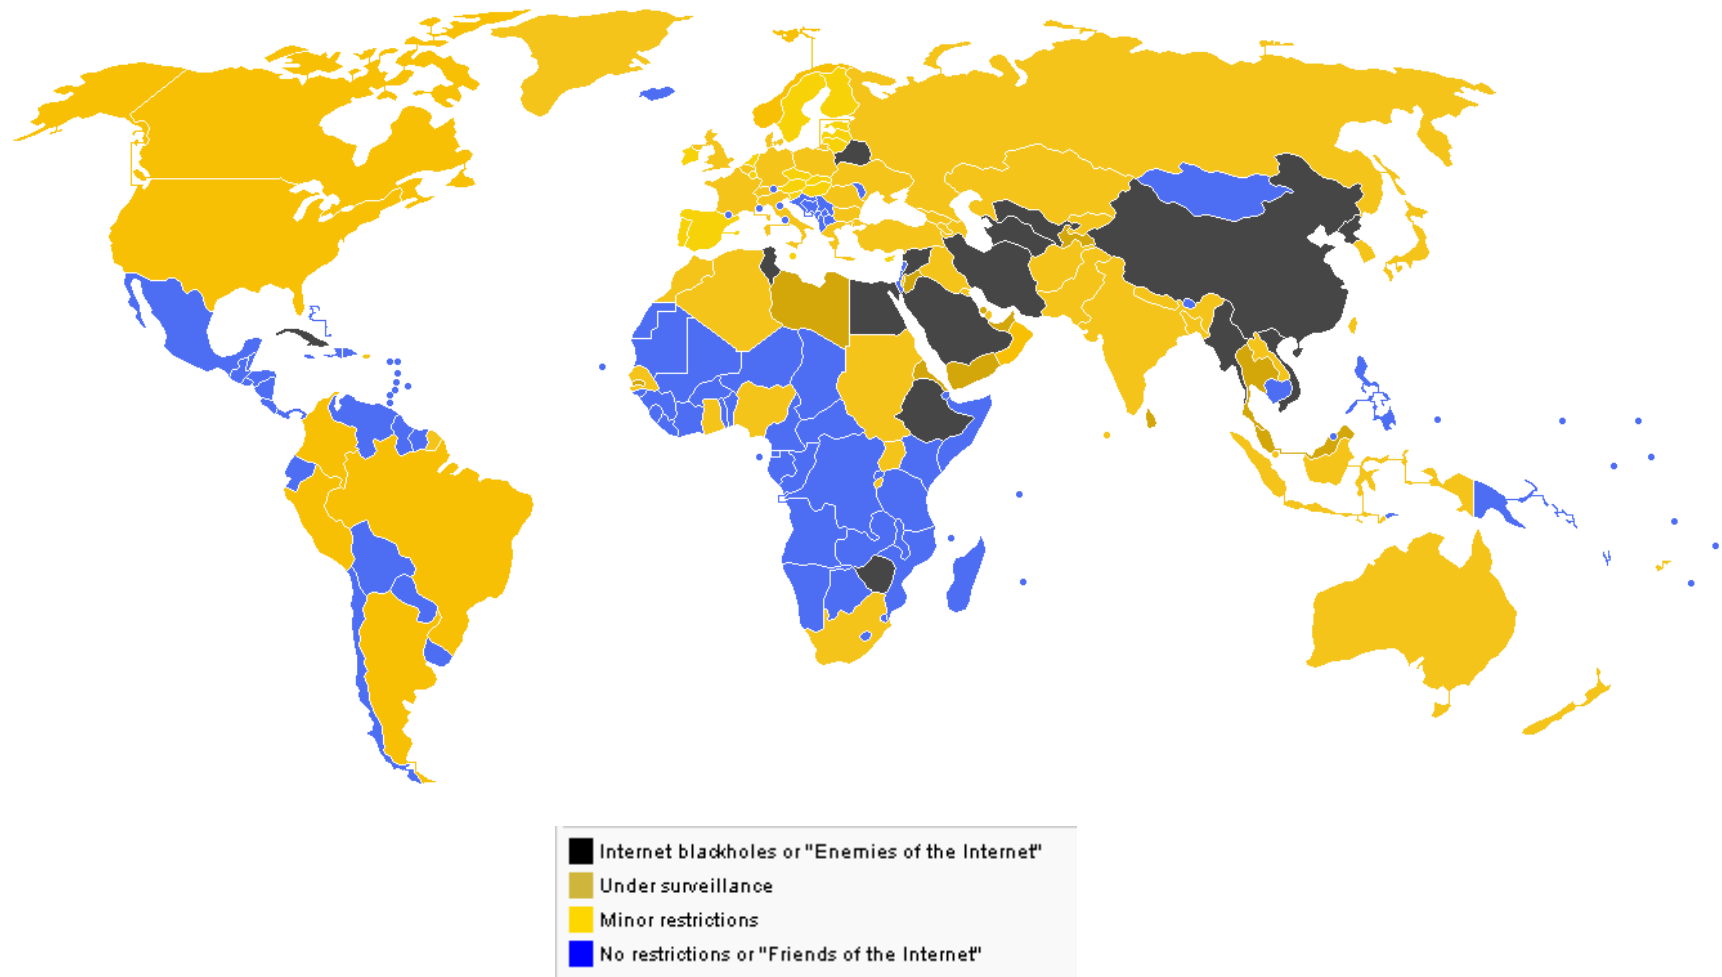 Internet blackholes or "Enemies of the Internet"
Under surveillance
Minor restrictions
No restrictions or "Friends of the Internet"